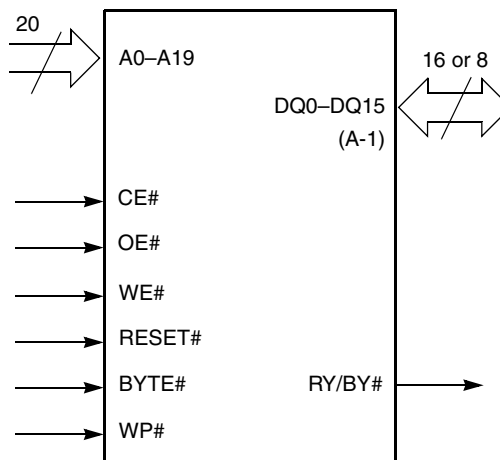 20
A0–A19
16 or 8
DQ0–DQ15
(A-1)
CE#
OE#
WE#
RESET#
BYTE#
RY/BY#
WP#